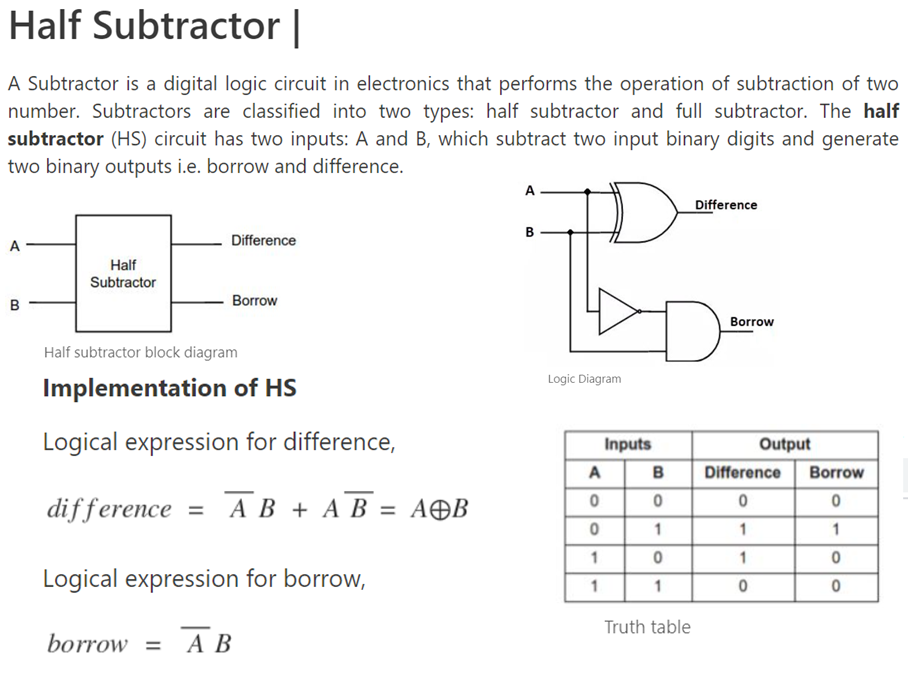 Half Subtractor |
A Subtractor is a digital logic circuit in electronics that performs the operation of subtraction of two
number. Subtractors are classified into two types: half subtractor and full subtractor. The half
subtractor (HS) circuit has two inputs: A and B, which subtract two input binary digits and generate
two binary outputs i.e. borrow and difference.
A
B
Half
Subtractor
Difference
Borrow
Half subtractor block diagram
A
B
Difference
Borrow
Logic Diagram
Implementation of HS
Logical expression for difference,
difference = A̅ B + A B̅ = A⊕B
Logical expression for borrow,
borrow = A̅ B
Inputs Output
A B Difference Borrow
0 0 0 0
0 1 1 1
1 0 1 0
1 1 0 0
Truth table